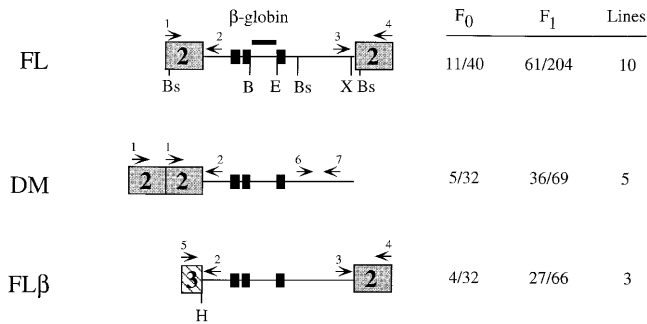 β-globin F₀ F₁ Lines
1 2 3 4
FL 2 2 11/40 61/204 10
Bs B E Bs X Bs
1 1 2 6 7
DM 2 2 5/32 36/69 5
5 2 3 4
FLβ 3 2 4/32 27/66 3
H